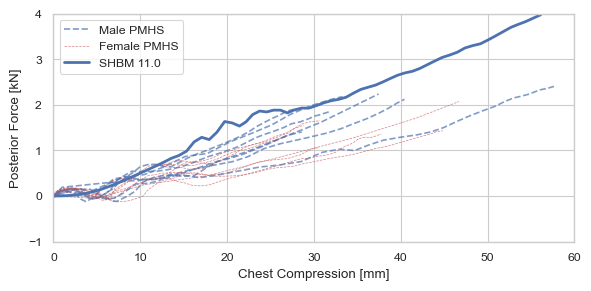 4
3
2
1
0
−1
Posterior Force [kN]
Male PMHS
Female PMHS
SHBM 11.0
0 10 20 30 40 50 60
Chest Compression [mm]